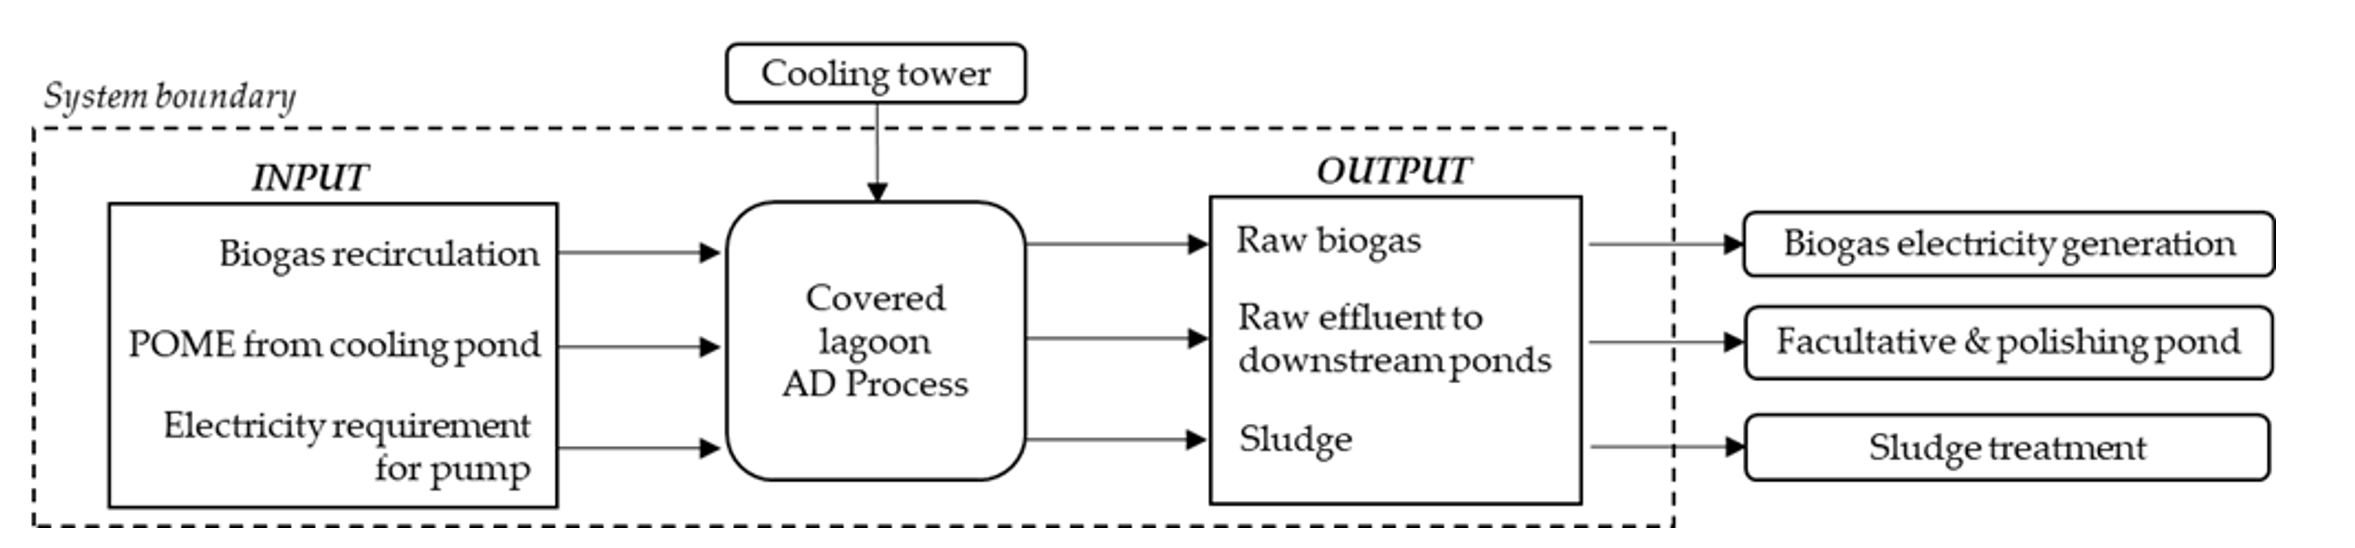 Cooling tower
System boundary
INPUT
Biogas recirculation
POME from cooling pond
Electricity requirement
for pump
Covered
lagoon
AD Process
OUTPUT
Raw biogas
Raw effluent to
downstream ponds
Sludge
Biogas electricity generation
Facultative & polishing pond
Sludge treatment